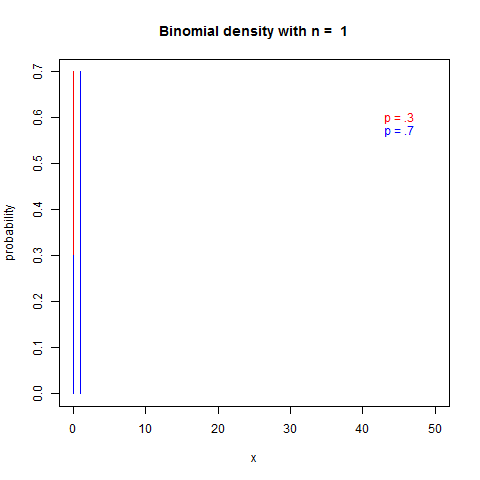 Binomial density with n =  1
0.7
0.6
0.5
0.4
0.3
0.2
0.1
0.0
probability
p = .3
p = .7
0 10 20 30 40 50
x